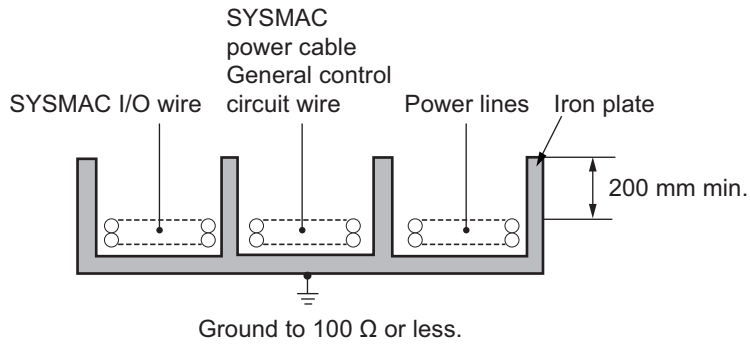 SYSMAC
power cable
General control
circuit wire
SYSMAC I/O wire
Power lines
Iron plate
200 mm min.
Ground to 100 Ω or less.